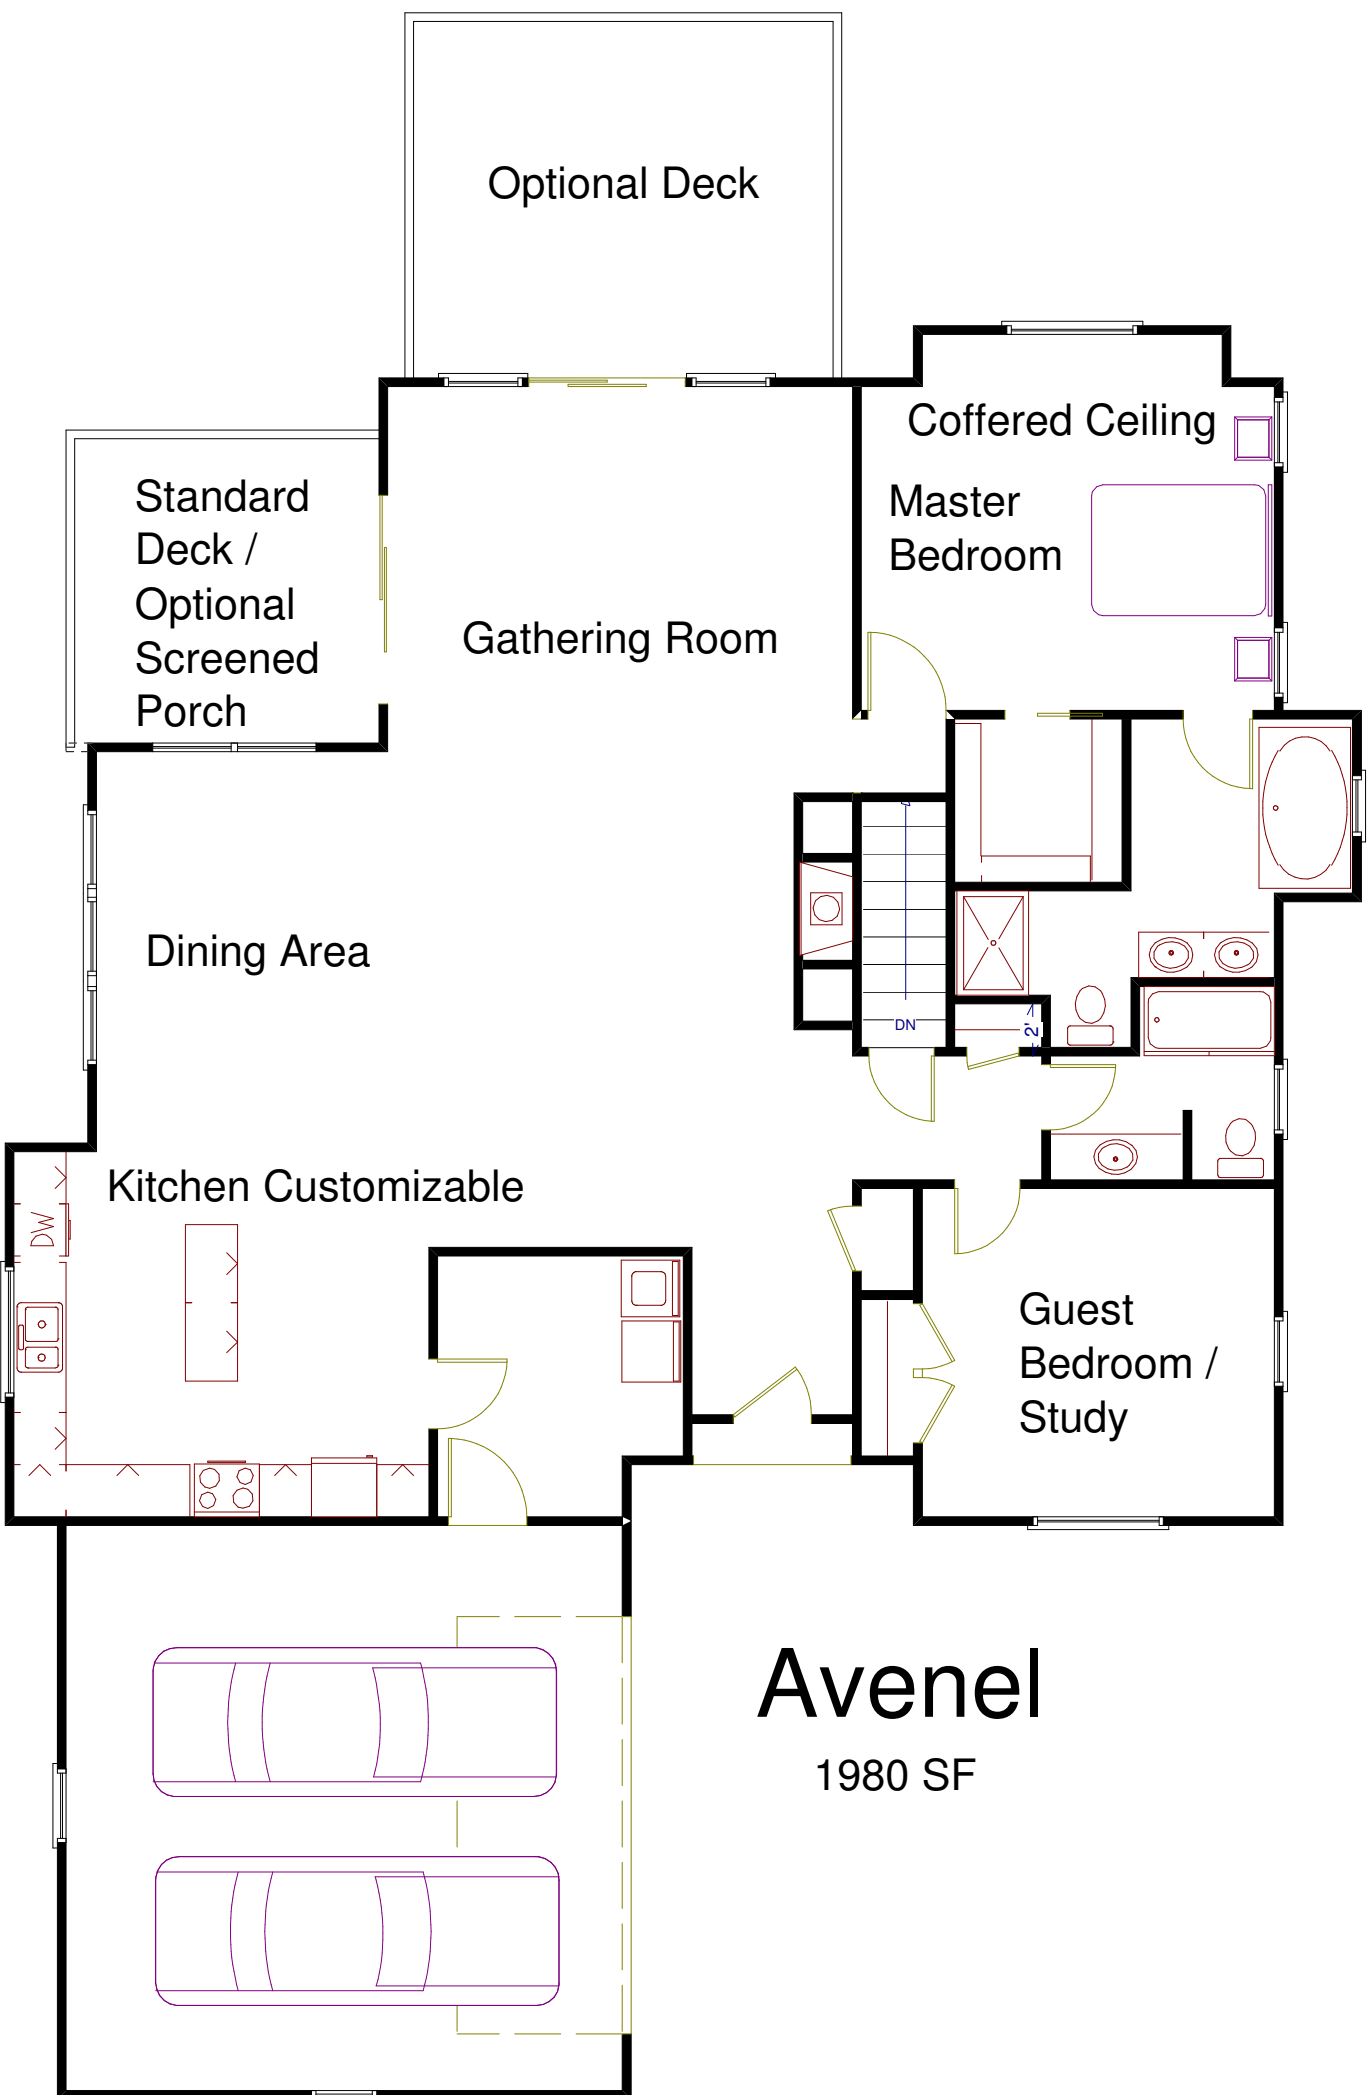 Optional Deck
Coffered Ceiling
Standard
Deck /
Optional
Screened
Porch
Master
Bedroom
Gathering Room
Dining Area
DN
2'
Kitchen Customizable
DW
Guest
Bedroom /
Study
Avenel
1980 SF